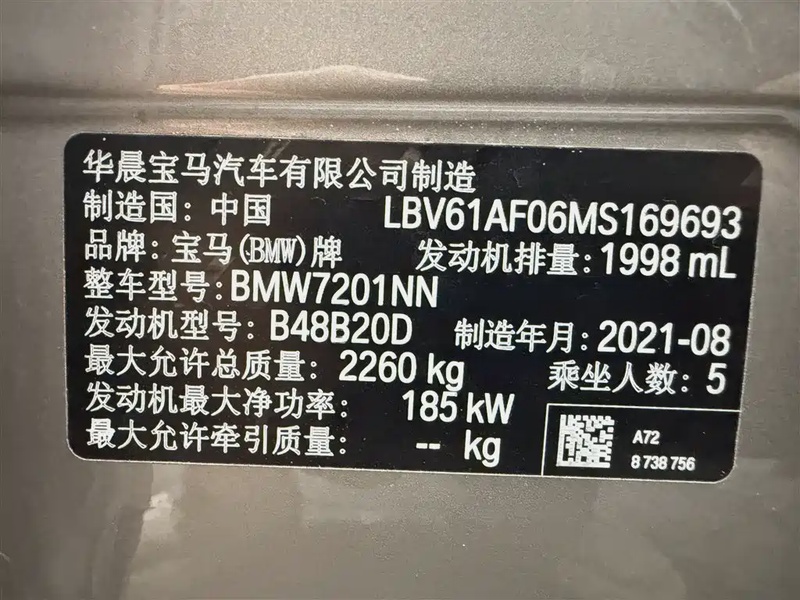 华晨宝马汽车有限公司制造
制造国: 中国 LBV61AF06MS169693
品牌: 宝马(BMW)牌 发动机排量: 1998 mL
整车型号: BMW7201NN
发动机型号: B48B20D 制造年月: 2021-08
最大允许总质量: 2260 kg 乘坐人数: 5
发动机最大净功率: 185 kW
最大允许牵引质量: -- kg
A72
8 738 756